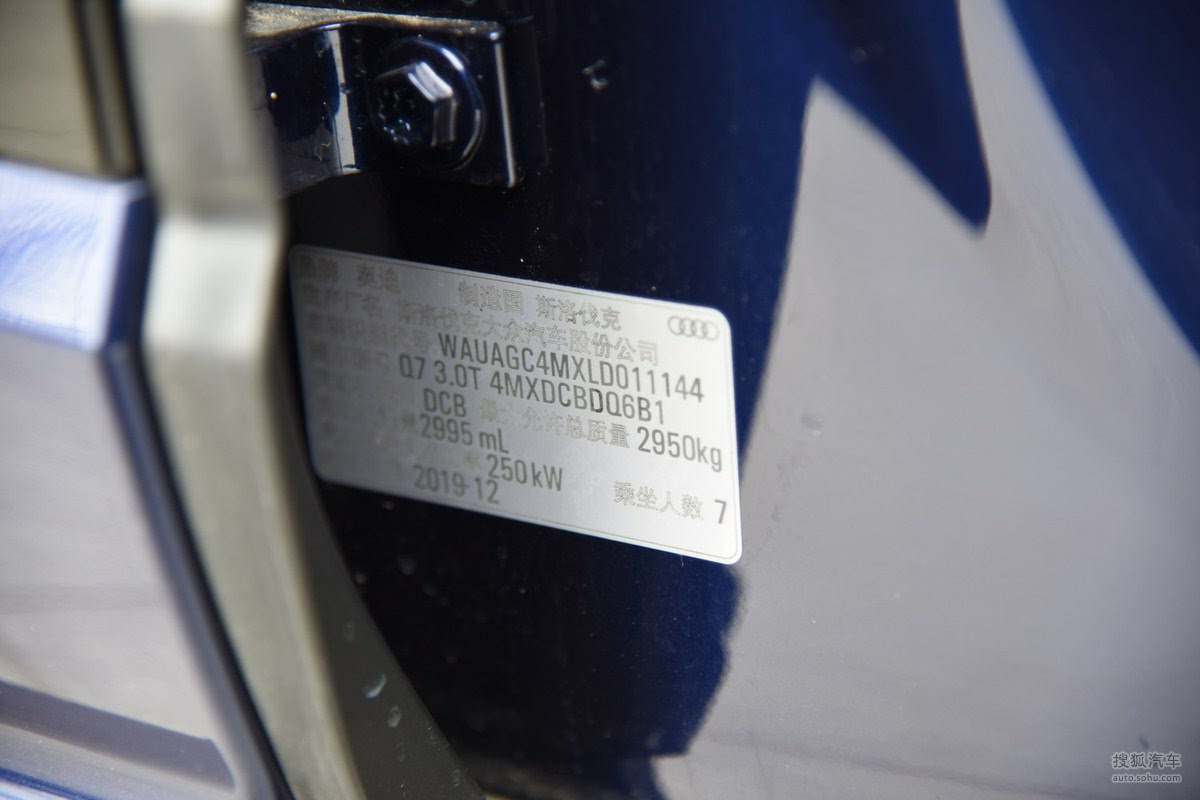 品牌 奥迪 制造国 斯洛伐克
生产厂名 斯洛伐克大众汽车股份公司
WAUAGC4MXLD011144
Q7 3.0T 4MXDCBDQ6B1
DCB 最大允许总质量 2950kg
2995 mL
250 kW
2019-12 乘坐人数 7
搜狐汽车
auto.sohu.com